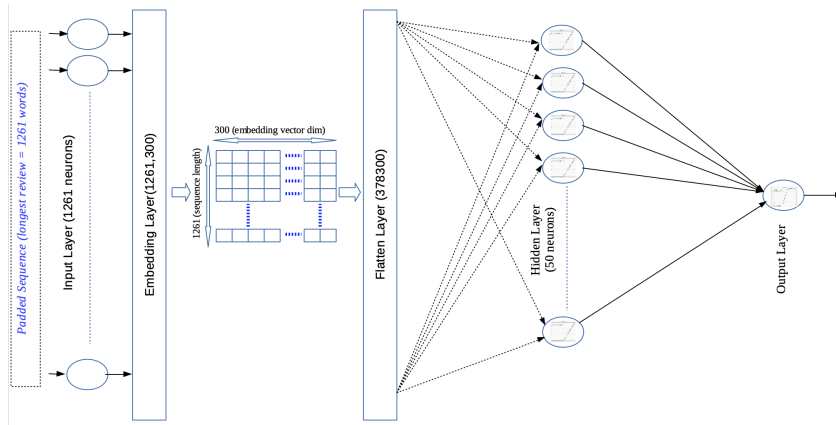 Padded Sequence (longest review = 1261 words)
Input Layer (1261 neurons)
Embedding Layer(1261,300)
300 (embedding vector dim)
1261 (sequence length)
Flatten Layer (378300)
Hidden Layer
(50 neurons)
Output Layer